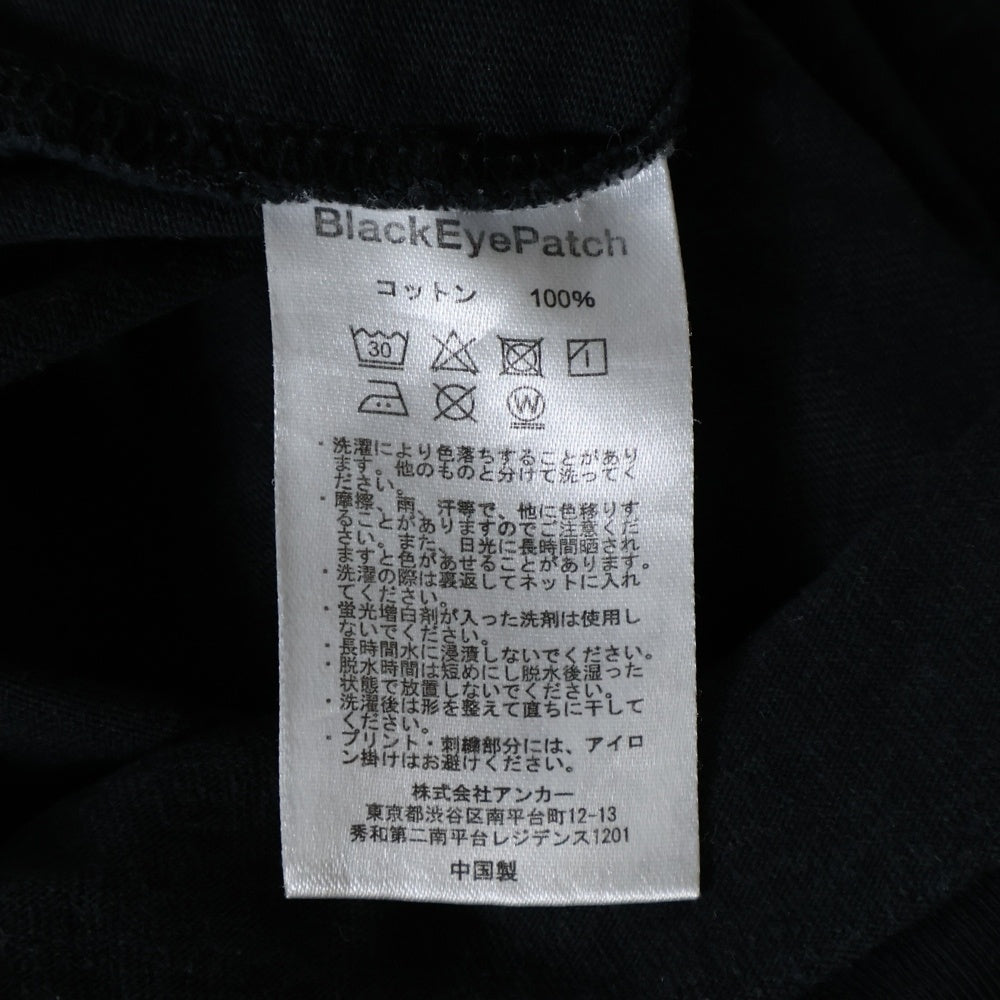 BlackEyePatch
コットン 100%
30
W
・洗濯により色落ちすることがあり
ます。他のものと分けて洗ってく
ださい。
・摩擦、雨、汗等で、他に色移りす
ることがありますのでご注意くだ
さい。また、日光に長時間晒され
ますと色があせることがあります。
・洗濯の際は裏返してネットに入れ
てください。
・蛍光増白剤が入った洗剤は使用し
ないでください。
・長時間水に浸漬しないでください。
・脱水時間は短めにし脱水後湿った
状態で放置しないでください。
・洗濯後は形を整えて直ちに干して
ください。
・プリント・刺繍部分には、アイロ
ン掛けはお避けください。
株式会社アンカー
東京都渋谷区南平台町12-13
秀和第二南平台レジデンス1201
中国製